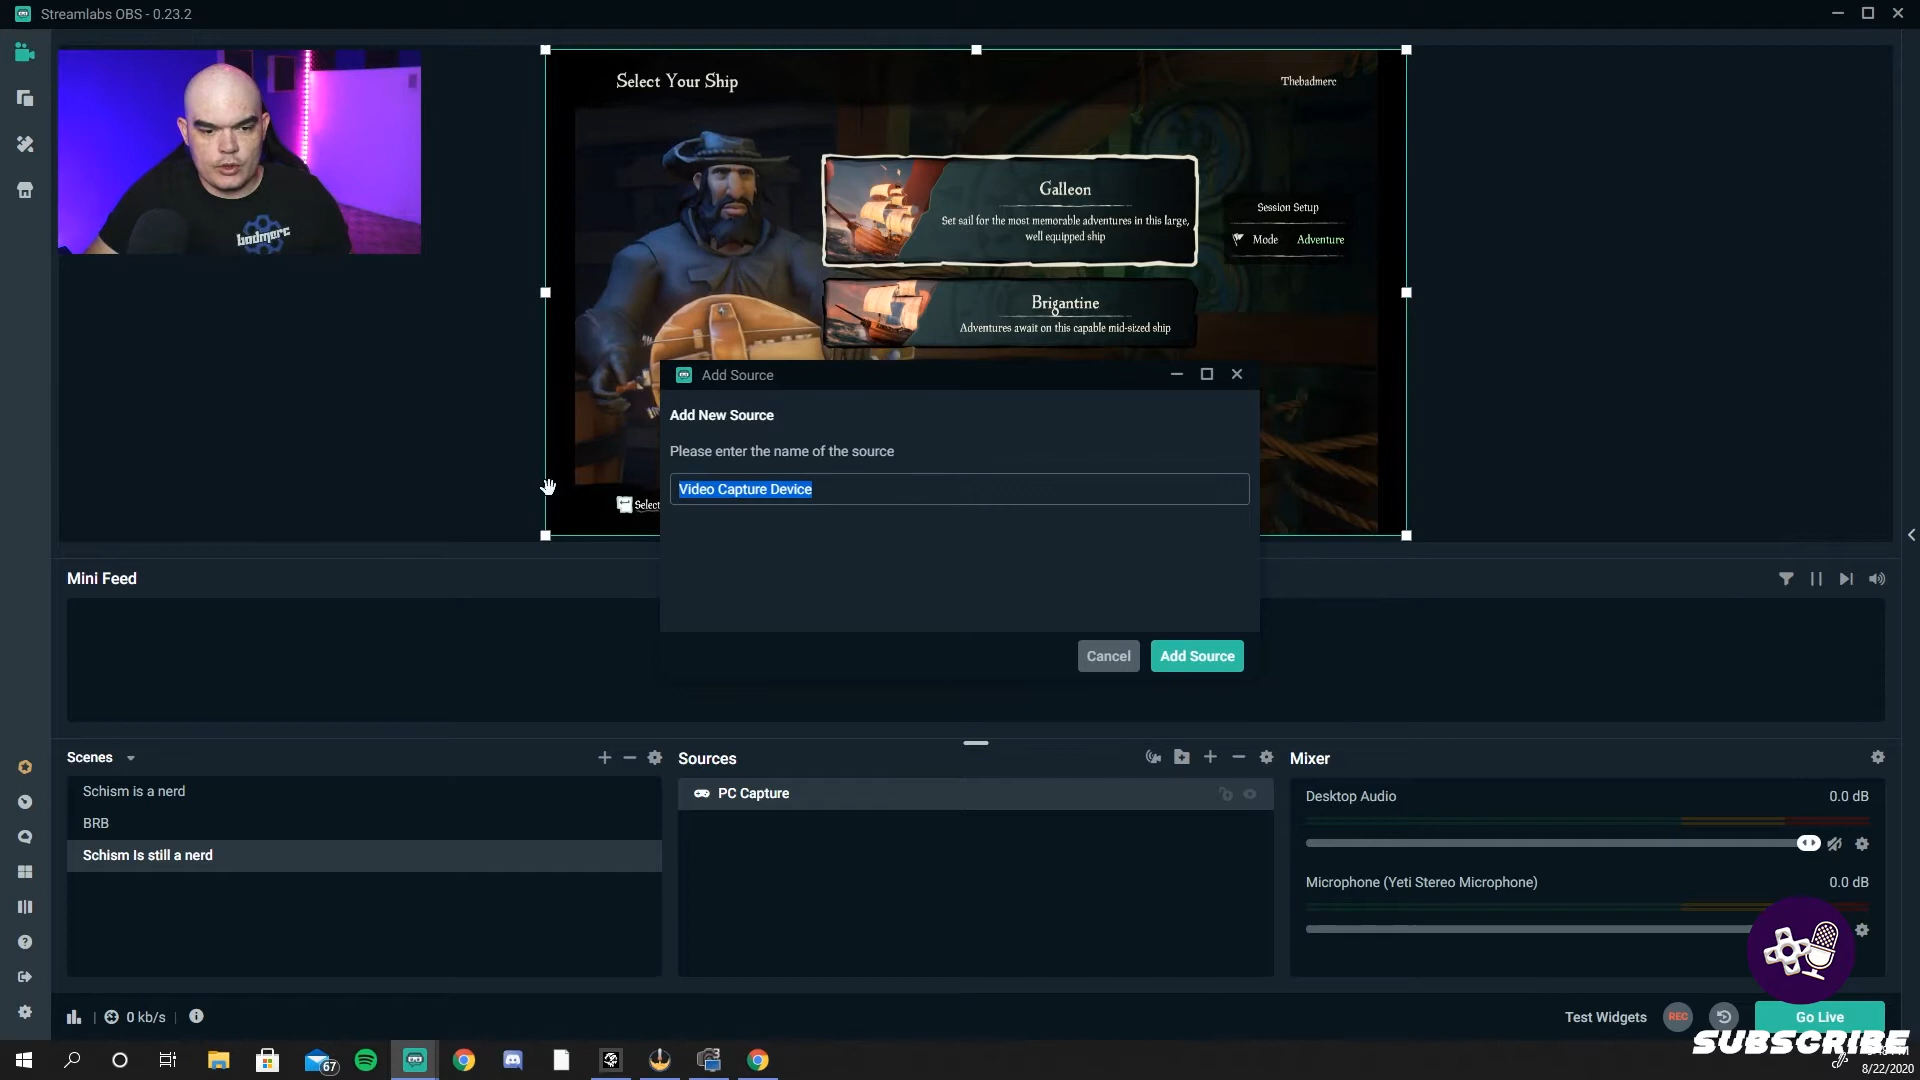 Streamlabs OBS - 0.23.2
badmerc
Select Your Ship
Thebadmerc
Galleon
Set sail for the most memorable adventures in this large,
well equipped ship
Session Setup
Mode Adventure
Brigantine
Adventures await on this capable mid-sized ship
Select
Add Source
Add New Source
Please enter the name of the source
Video Capture Device
Cancel
Add Source
Mini Feed
Scenes
Schism is a nerd
BRB
Schism Is still a nerd
Sources
PC Capture
Mixer
Desktop Audio 0.0 dB
Microphone (Yeti Stereo Microphone) 0.0 dB
0 kb/s
Test Widgets
REC
Go Live
SUBSCRIBE
67
8/22/2020